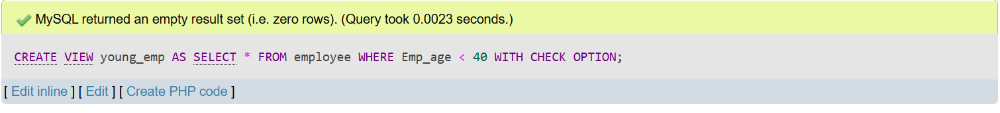 MySQL returned an empty result set (i.e. zero rows). (Query took 0.0023 seconds.)
CREATE VIEW young_emp AS SELECT * FROM employee WHERE Emp_age < 40 WITH CHECK OPTION;
[ Edit inline ] [ Edit ] [ Create PHP code ]